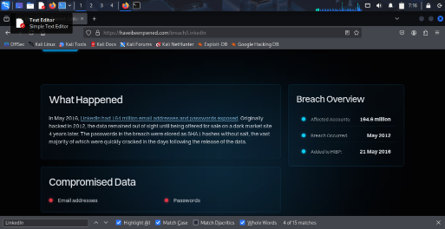 1 2 3 4
7:16
Text Editor
Simple Text Editor
https://haveibeenpwned.com/breach/LinkedIn
OffSec
Kali Linux
Kali Tools
Kali Docs
Kali Forums
Kali NetHunter
Exploit-DB
Google Hacking DB
What Happened
In May 2016, LinkedIn had 164 million email addresses and passwords exposed. Originally
hacked in 2012, the data remained out of sight until being offered for sale on a dark market site
4 years later. The passwords in the breach were stored as SHA1 hashes without salt, the vast
majority of which were quickly cracked in the days following the release of the data.
Breach Overview
Affected Accounts: 164.6 million
Breach Occurred: May 2012
Added to HIBP: 21 May 2016
Compromised Data
Email addresses
Passwords
LinkedIn
Highlight All
Match Case
Match Diacritics
Whole Words
4 of 15 matches